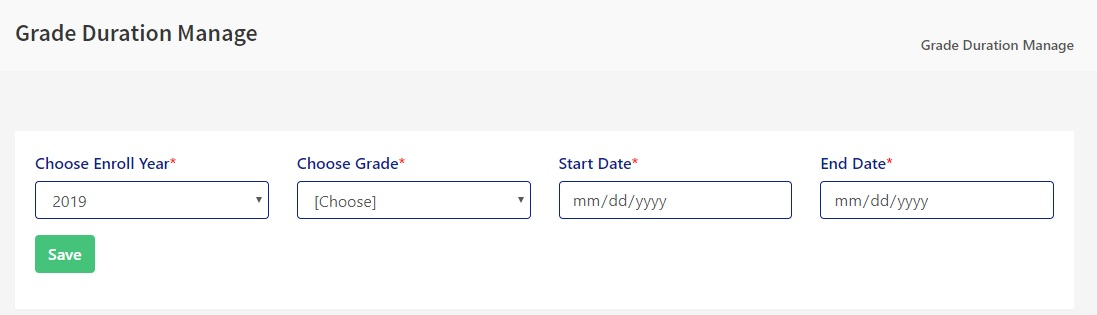 Grade Duration Manage
Grade Duration Manage
Choose Enroll Year* Choose Grade* Start Date* End Date*
2019 [Choose] mm/dd/yyyy mm/dd/yyyy
Save